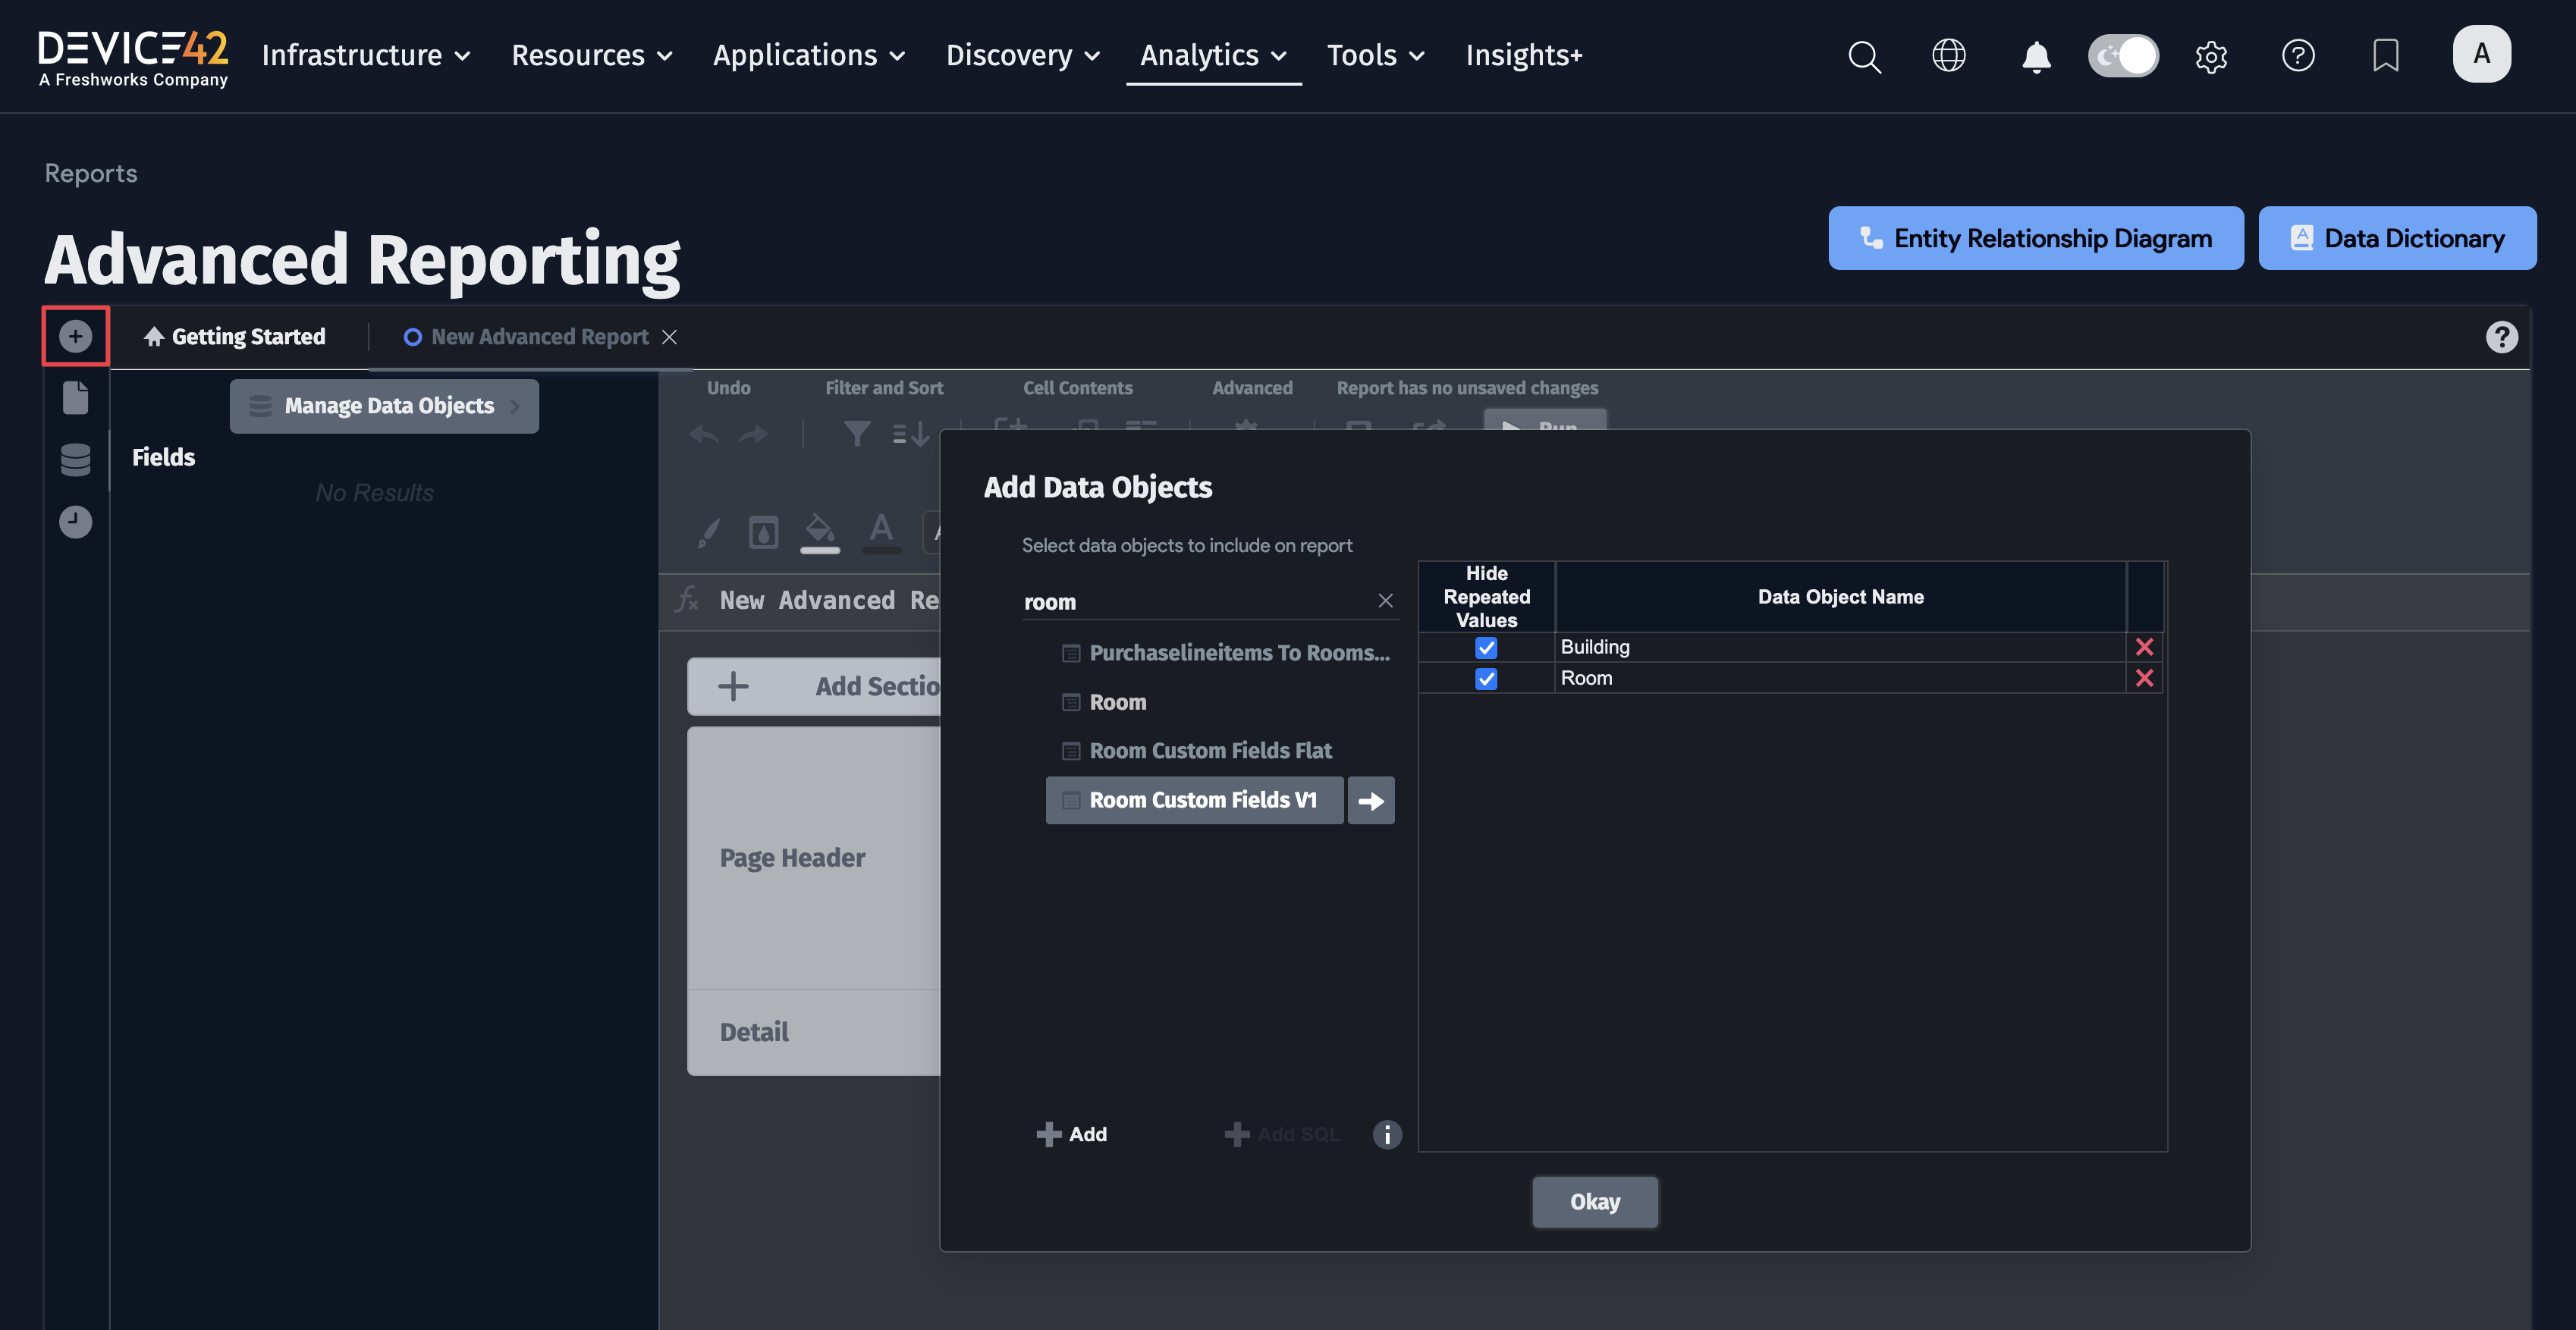 DEVICE42
A Freshworks Company
Infrastructure
Resources
Applications
Discovery
Analytics
Tools
Insights+
A
Reports
Advanced Reporting
Entity Relationship Diagram
Data Dictionary
Getting Started
New Advanced Report
Manage Data Objects
Fields
No Results
Undo
Filter and Sort
Cell Contents
Advanced
Report has no unsaved changes
Run
New Advanced Re
Add Sectio
Page Header
Detail
Add Data Objects
Select data objects to include on report
room
Purchaselineitems To Rooms...
Room
Room Custom Fields Flat
Room Custom Fields V1
Hide Repeated Values
Data Object Name
Building
Room
Add
Add SQL
Okay